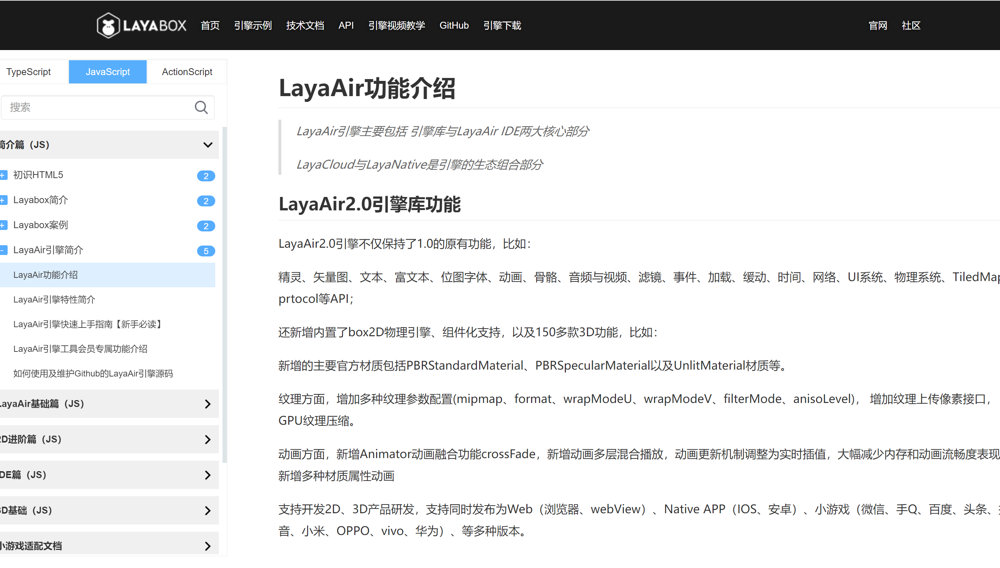 LAYABOX 首页 引擎示例 技术文档 API 引擎视频教学 GitHub 引擎下载 官网 社区
TypeScript JavaScript ActionScript
搜索
简介篇（JS）
初识HTML5 2
Layabox简介 2
Layabox案例 2
LayaAir引擎简介 5
LayaAir功能介绍
LayaAir引擎特性简介
LayaAir引擎快速上手指南【新手必读】
LayaAir引擎工具会员专属功能介绍
如何使用及维护Github的LayaAir引擎源码
LayaAir基础篇（JS）
2D进阶篇（JS）
IDE篇（JS）
3D基础（JS）
小游戏适配文档
LayaAir功能介绍
LayaAir引擎主要包括 引擎库与LayaAir IDE两大核心部分
LayaCloud与LayaNative是引擎的生态组合部分
LayaAir2.0引擎库功能
LayaAir2.0引擎不仅保持了1.0的原有功能，比如：
精灵、矢量图、文本、富文本、位图字体、动画、骨骼、音频与视频、滤镜、事件、加载、缓动、时间、网络、UI系统、物理系统、TiledMap
prtocol等API；
还新增内置了box2D物理引擎、组件化支持，以及150多款3D功能，比如：
新增的主要官方材质包括PBRStandardMaterial、PBRSpecularMaterial以及UnlitMaterial材质等。
纹理方面，增加多种纹理参数配置(mipmap、format、wrapModeU、wrapModeV、filterMode、anisoLevel)， 增加纹理上传像素接口，
GPU纹理压缩。
动画方面，新增Animator动画融合功能crossFade，新增动画多层混合播放，动画更新机制调整为实时插值，大幅减少内存和动画流畅度表现
新增多种材质属性动画
支持开发2D、3D产品研发，支持同时发布为Web（浏览器、webView）、Native APP（IOS、安卓）、小游戏（微信、手Q、百度、头条、
音、小米、OPPO、vivo、华为）、等多种版本。